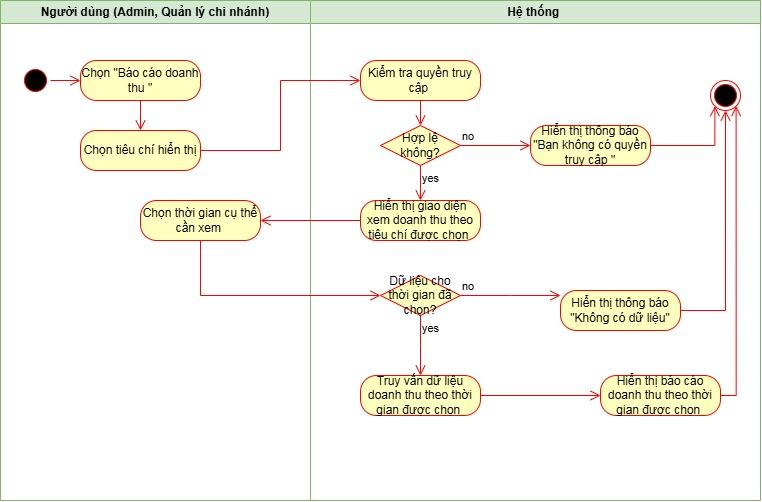 Người dùng (Admin, Quản lý chi nhánh)
Hệ thống
Chọn "Báo cáo doanh
thu "
Kiểm tra quyền truy
cập
Chọn tiêu chí hiển thị
Hợp lệ
không?
no
Hiển thị thông báo
"Bạn không có quyền
truy cập "
yes
Chọn thời gian cụ thể
cần xem
Hiển thị giao diện
xem doanh thu theo
tiêu chí được chọn
Dữ liệu cho
thời gian đã
chọn?
no
Hiển thị thông báo
"Không có dữ liệu"
yes
Truy vấn dữ liệu
doanh thu theo thời
gian được chọn
Hiển thị báo cáo
doanh thu theo thời
gian được chọn